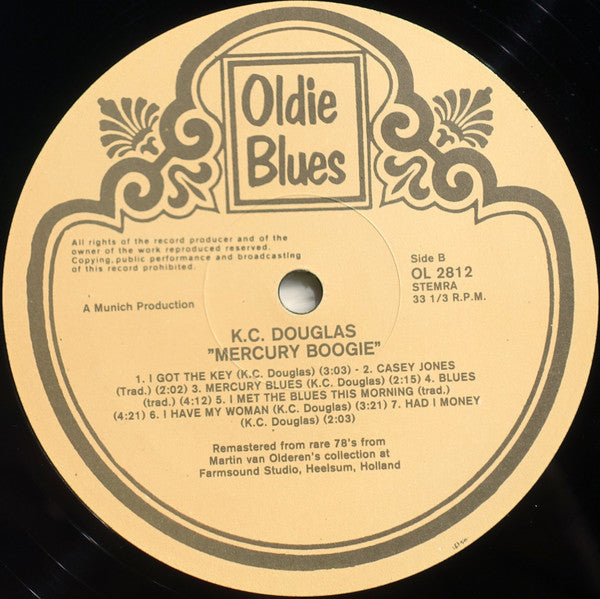 Oldie
Blues
All rights of the record producer and of the
owner of the work reproduced reserved.
Copying, public performance and broadcasting
of this record prohibited.
A Munich Production
Side B
OL 2812
STEMRA
33 1/3 R.P.M.
K.C. DOUGLAS
"MERCURY BOOGIE"
1. I GOT THE KEY (K.C. Douglas) (3:03) - 2. CASEY JONES
(Trad.) (2:02) 3. MERCURY BLUES (K.C. Douglas) (2:15) 4. BLUES
(trad.) (4:12) 5. I MET THE BLUES THIS MORNING (trad.)
(4:21) 6. I HAVE MY WOMAN (K.C. Douglas) (3:21) 7. HAD I MONEY
(K.C. Douglas) (2:03)
Remastered from rare 78's from
Martin van Olderen's collection at
Farmsound Studio, Heelsum, Holland